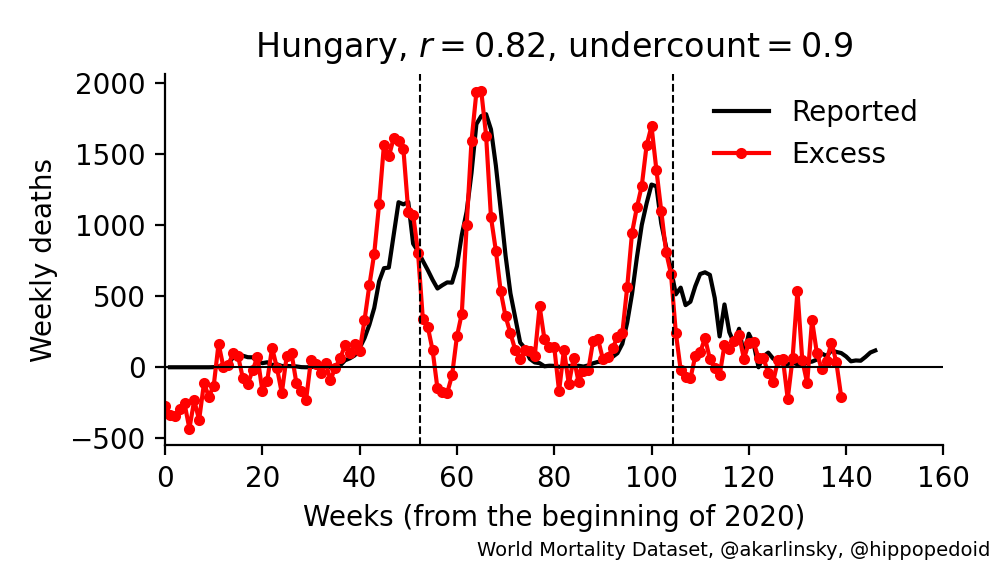 Hungary, r = 0.82, undercount = 0.9
2000
1500
1000
500
0
−500
Weekly deaths
Reported
Excess
0 20 40 60 80 100 120 140 160
Weeks (from the beginning of 2020)
World Mortality Dataset, @akarlinsky, @hippopedoid